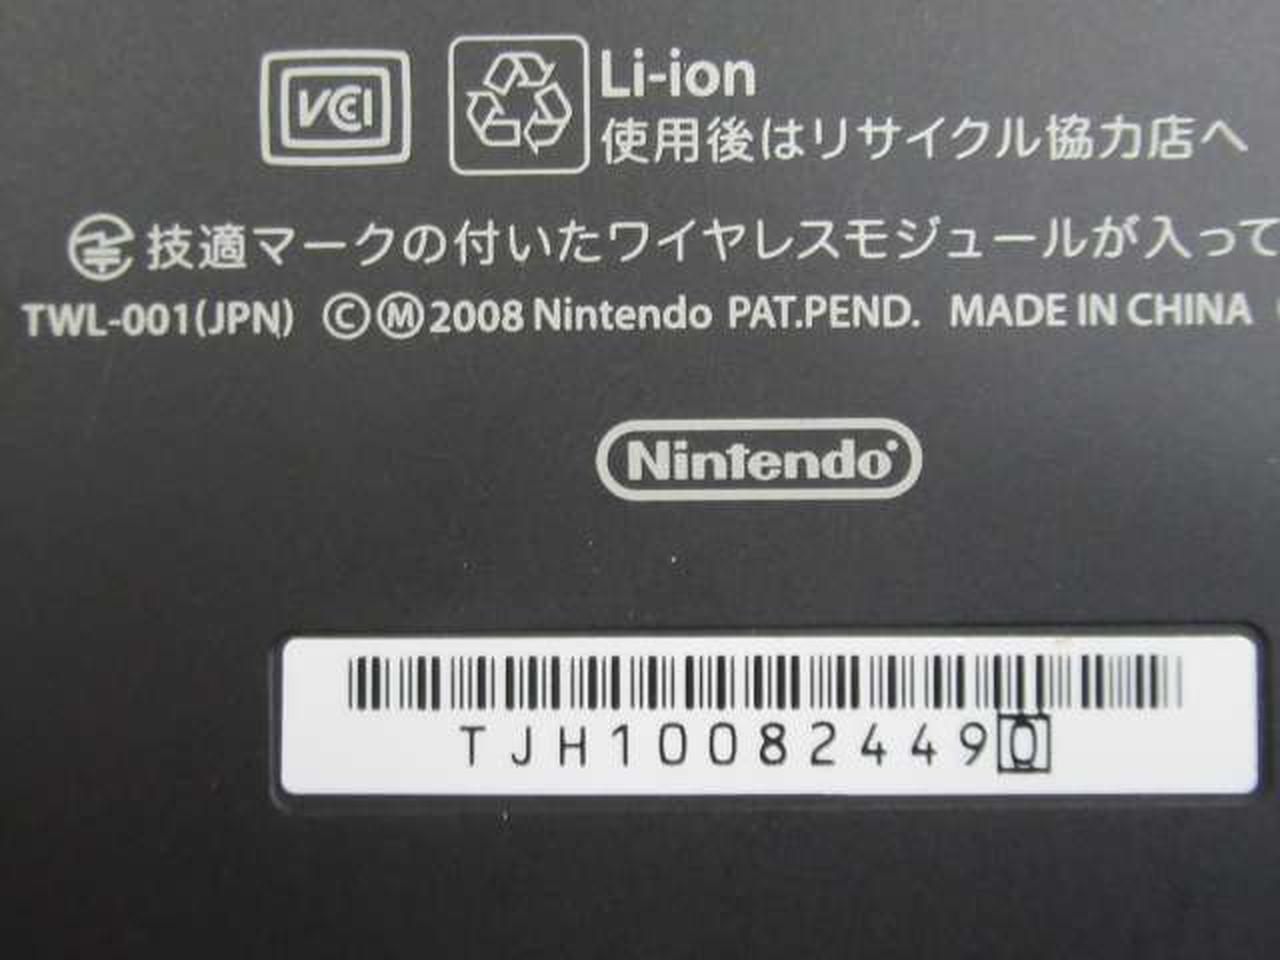 VCCI
Li-ion
使用後はリサイクル協力店へ
技適マークの付いたワイヤレスモジュールが入って
TWL-001(JPN) ©Ⓜ2008 Nintendo PAT.PEND. MADE IN CHINA
Nintendo
TJH100824490